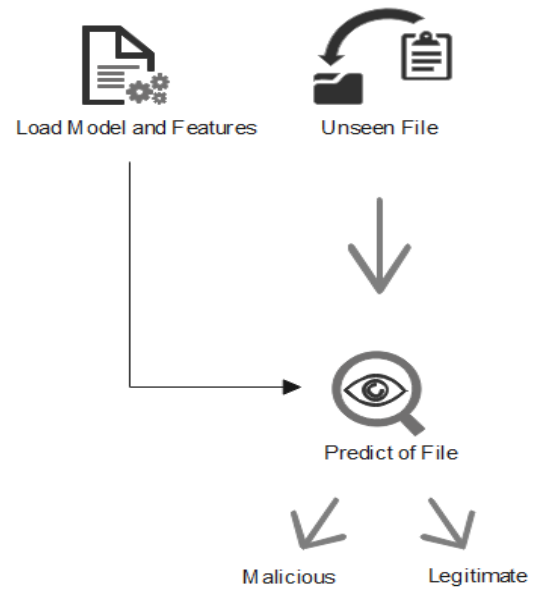 Load Model and Features
Unseen File
Predict of File
Malicious
Legitimate